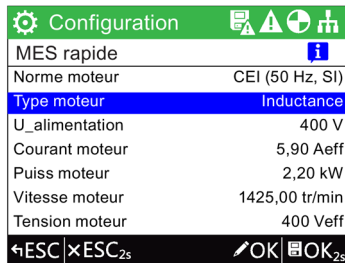 Configuration
MES rapide
Norme moteur CEI (50 Hz, SI)
Type moteur Inductance
U_alimentation 400 V
Courant moteur 5,90 Aeff
Puiss moteur 2,20 kW
Vitesse moteur 1425,00 tr/min
Tension moteur 400 Veff
ESC ESC2s OK OK2s